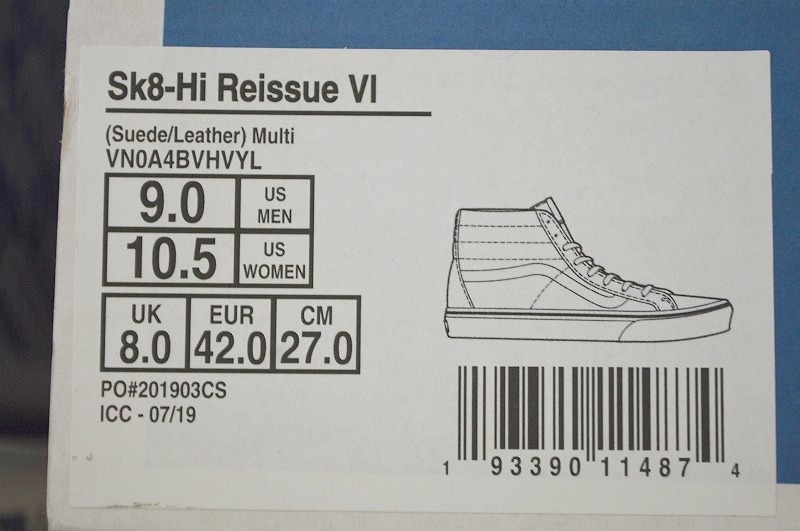 Sk8-Hi Reissue VI
(Suede/Leather) Multi
VN0A4BVHVYL
9.0 US MEN
10.5 US WOMEN
UK EUR CM
8.0 42.0 27.0
PO#201903CS
ICC - 07/19
1 93390 11487 4